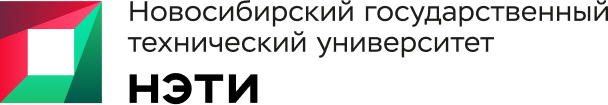 Новосибирский государственный
технический университет
НЭТИ